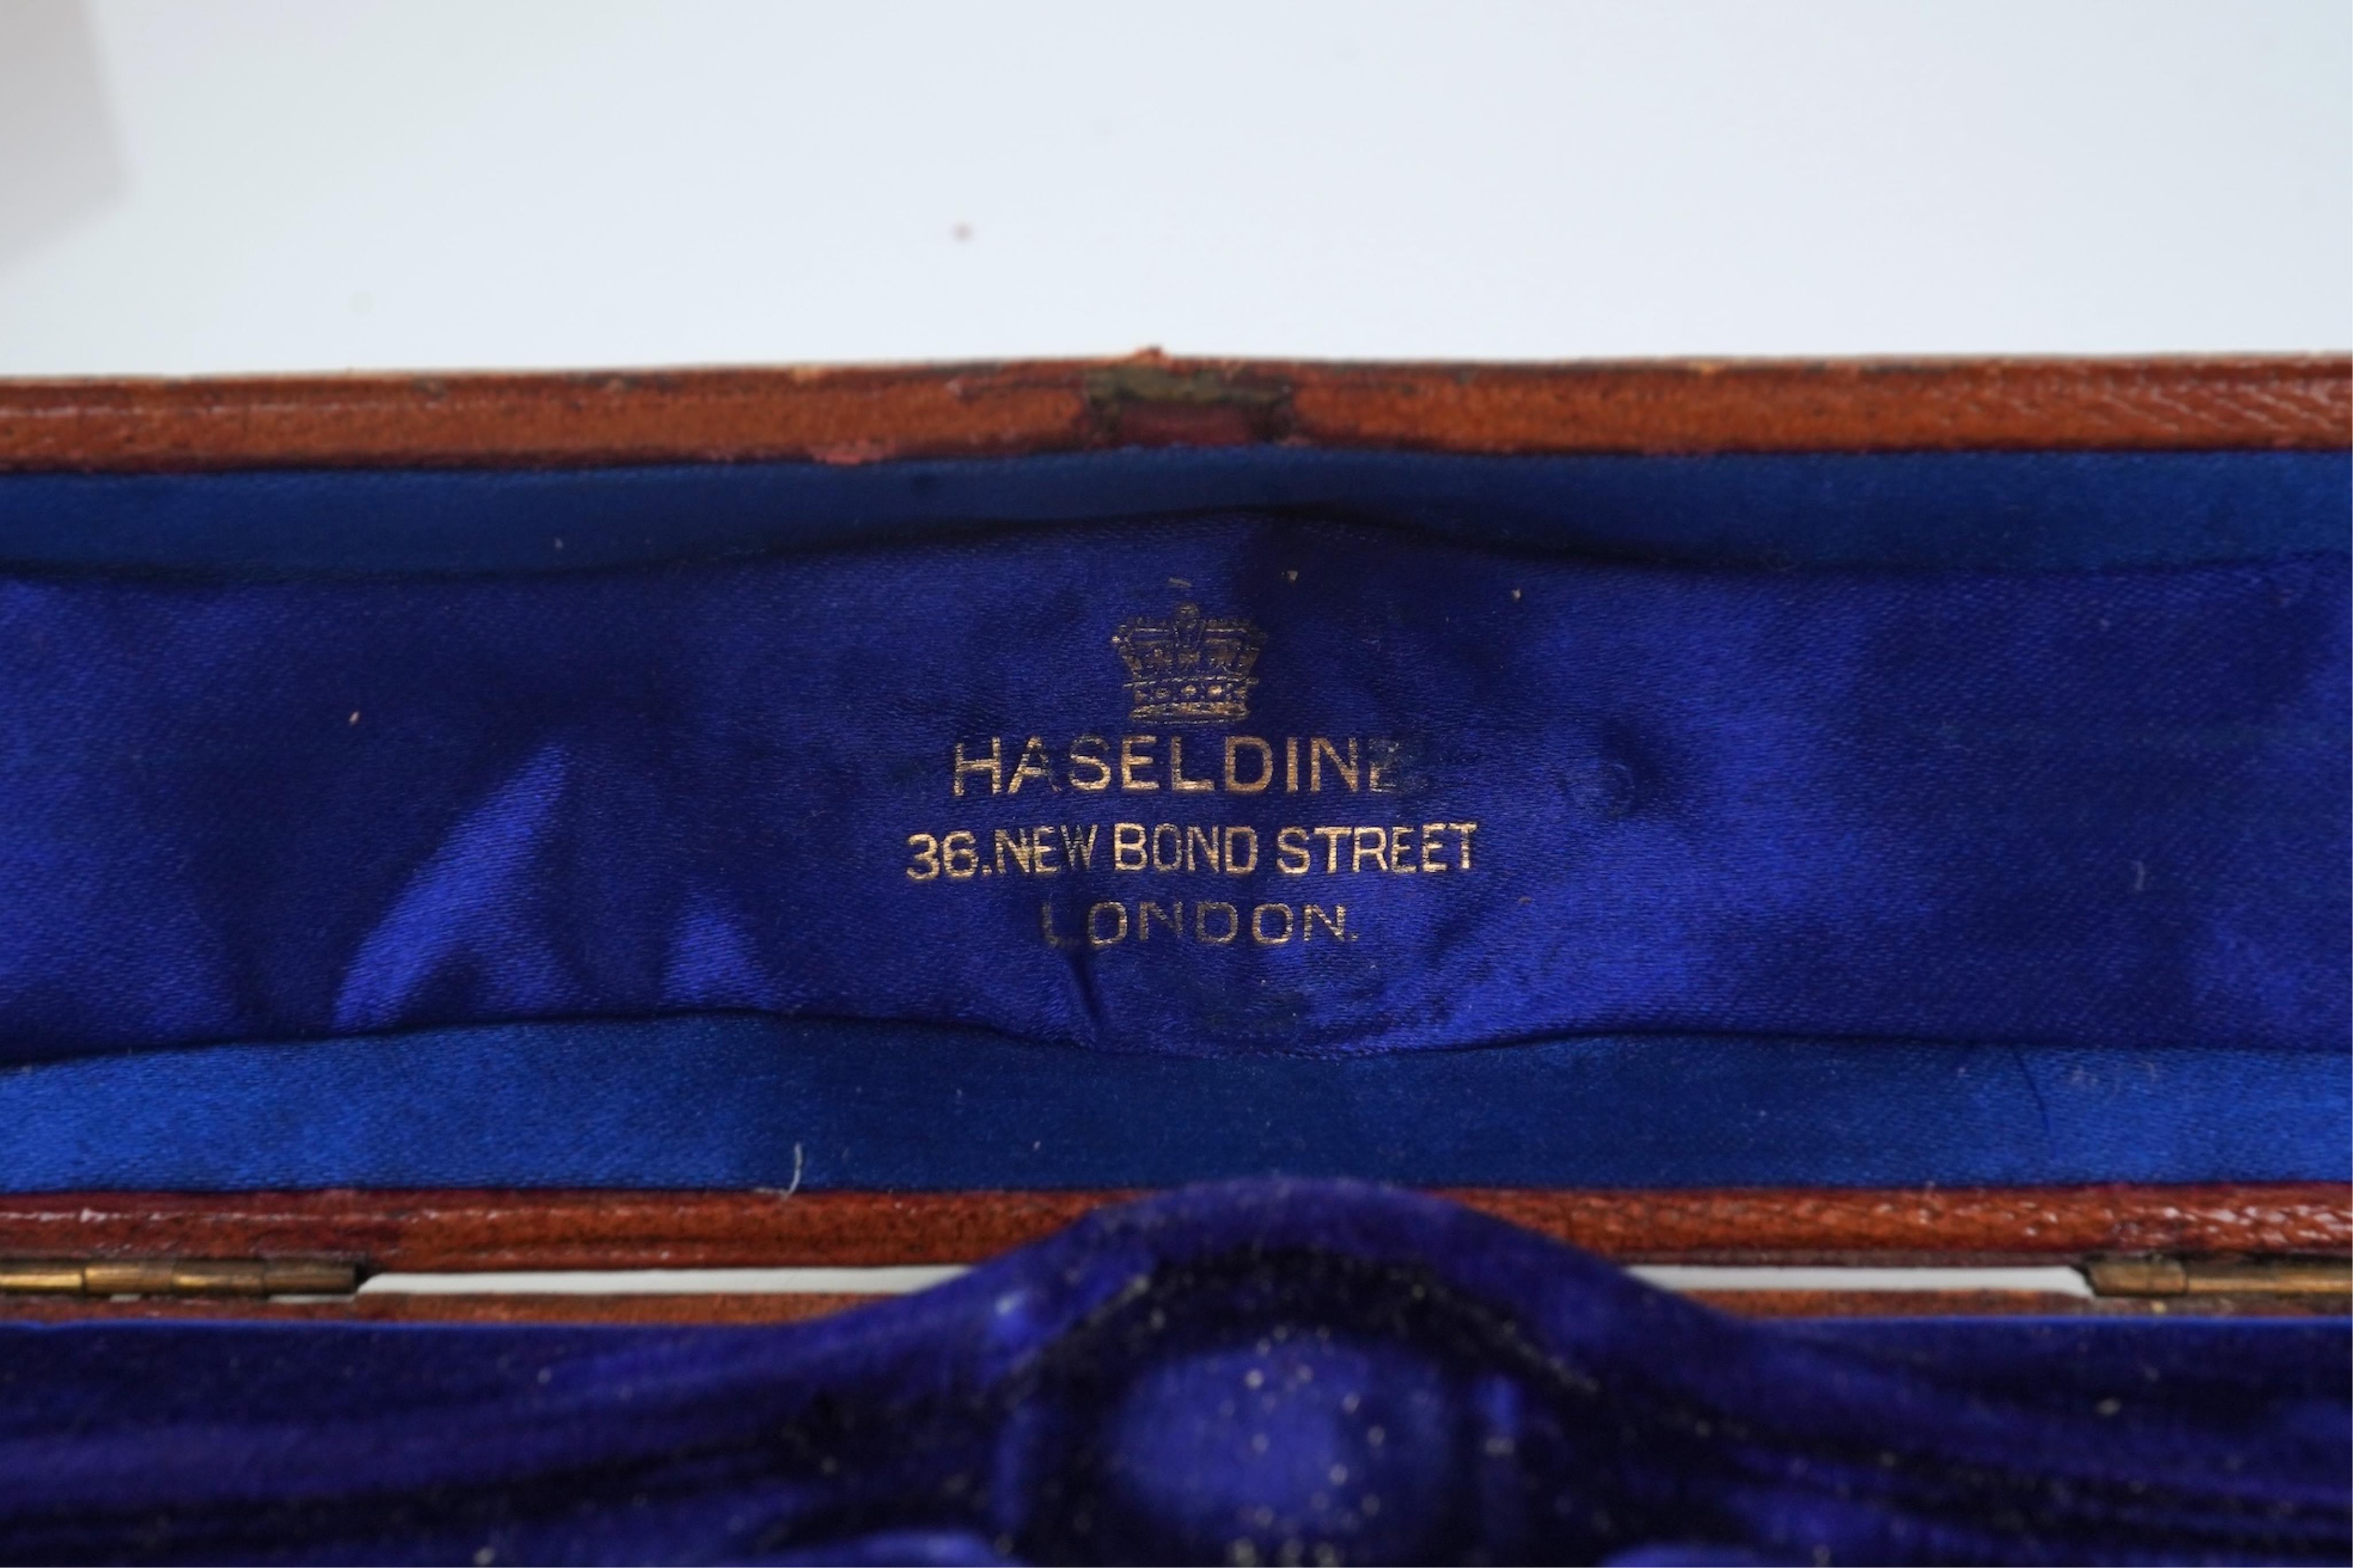 HASELDINE
36. NEW BOND STREET
LONDON.